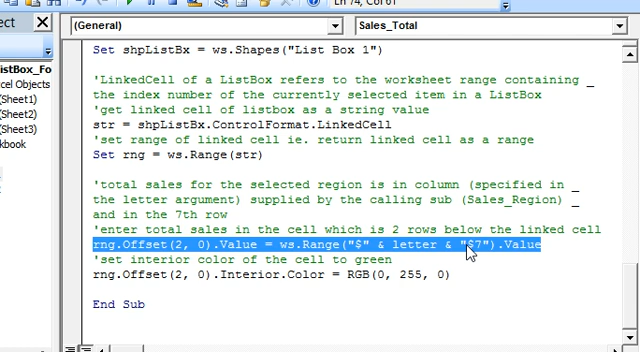 Ln 74, Col 61
ect
(General)
Sales_Total
istBox_Fo
cel Objects
(Sheet1)
(Sheet2)
(Sheet3)
kbook
Set shpListBx = ws.Shapes("List Box 1")
'LinkedCell of a ListBox refers to the worksheet range containing _
the index number of the currently selected item in a ListBox
'get linked cell of listbox as a string value
str = shpListBx.ControlFormat.LinkedCell
'set range of linked cell ie. return linked cell as a range
Set rng = ws.Range(str)
'total sales for the selected region is in column (specified in _
the letter argument) supplied by the calling sub (Sales_Region) _
and in the 7th row
'enter total sales in the cell which is 2 rows below the linked cell
rng.Offset(2, 0).Value = ws.Range("$" & letter & "$7").Value
'set interior color of the cell to green
rng.Offset(2, 0).Interior.Color = RGB(0, 255, 0)
End Sub